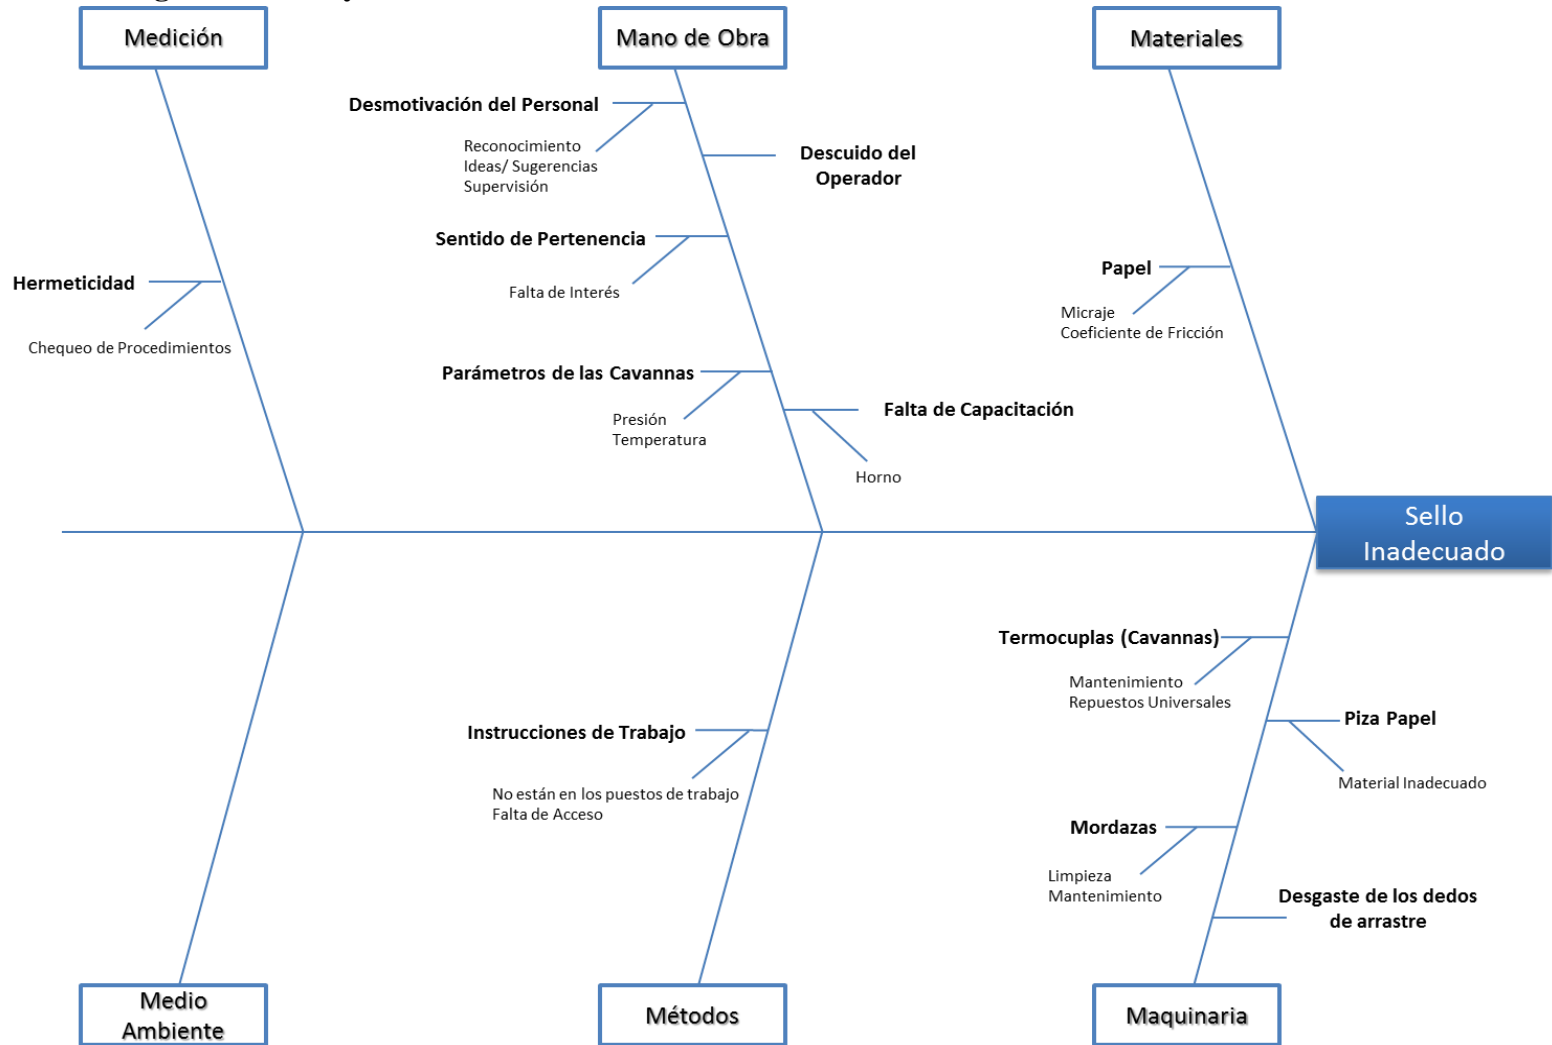 Medición
Mano de Obra
Materiales
Desmotivación del Personal
Reconocimiento
Ideas/ Sugerencias
Supervisión
Descuido del
Operador
Sentido de Pertenencia
Falta de Interés
Hermeticidad
Chequeo de Procedimientos
Papel
Micraje
Coeficiente de Fricción
Parámetros de las Cavannas
Presión
Temperatura
Falta de Capacitación
Horno
Sello
Inadecuado
Termocuplas (Cavannas)
Mantenimiento
Repuestos Universales
Instrucciones de Trabajo
No están en los puestos de trabajo
Falta de Acceso
Piza Papel
Material Inadecuado
Mordazas
Limpieza
Mantenimiento
Desgaste de los dedos
de arrastre
Medio
Ambiente
Métodos
Maquinaria